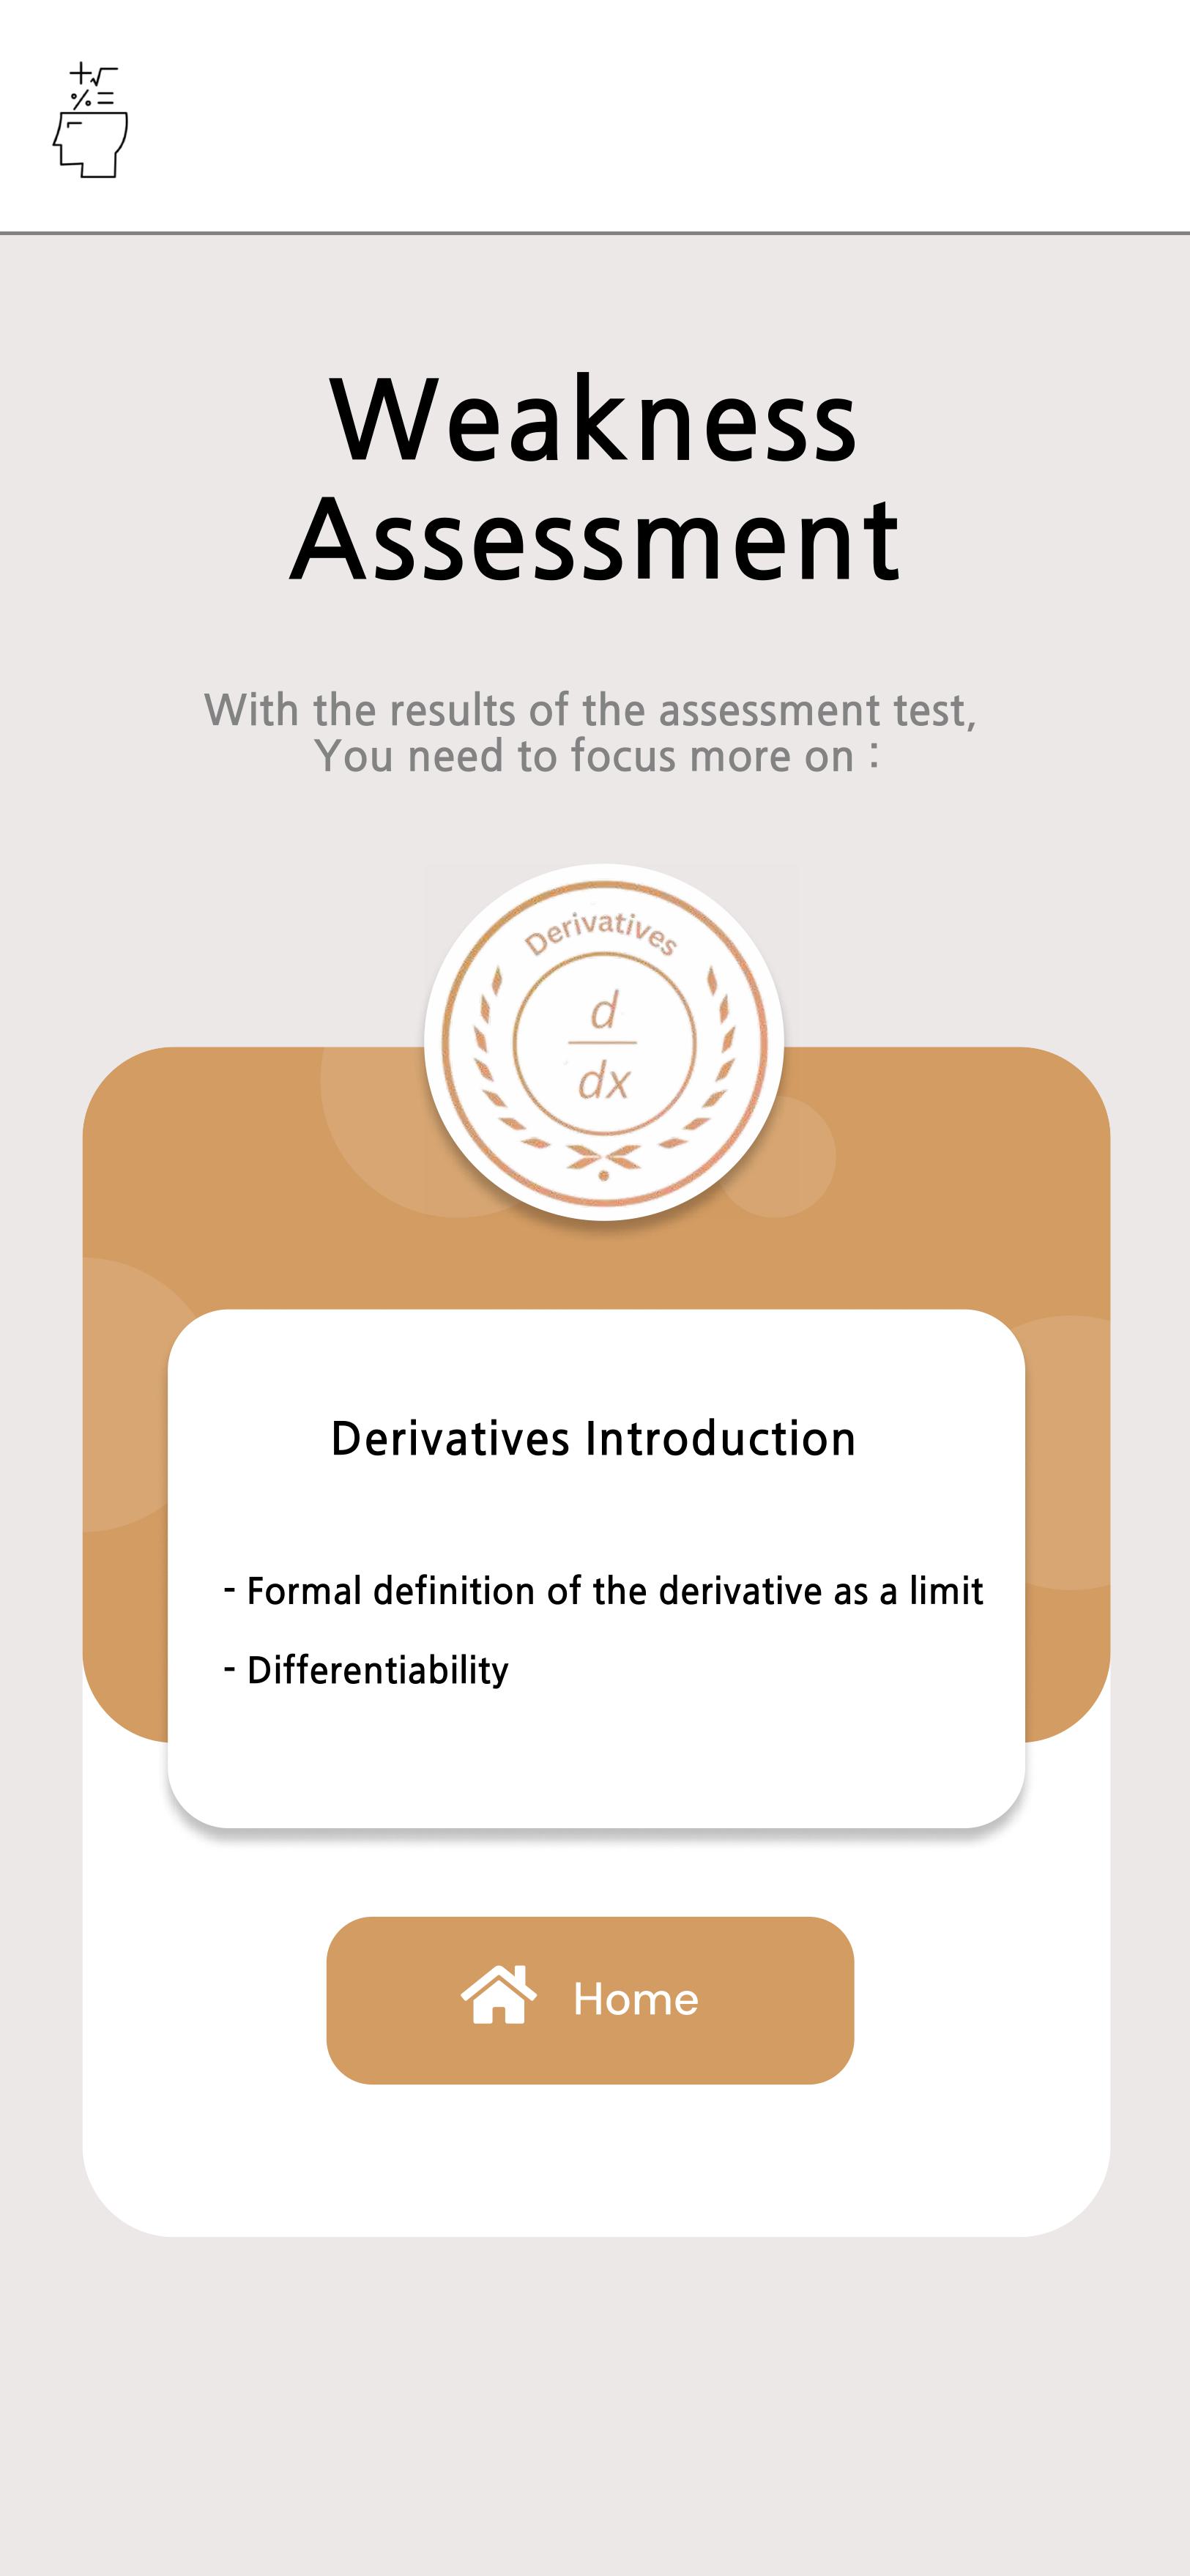 Weakness
Assessment
With the results of the assessment test,
You need to focus more on :
Derivatives
d
dx
Derivatives Introduction
- Formal definition of the derivative as a limit
- Differentiability
Home